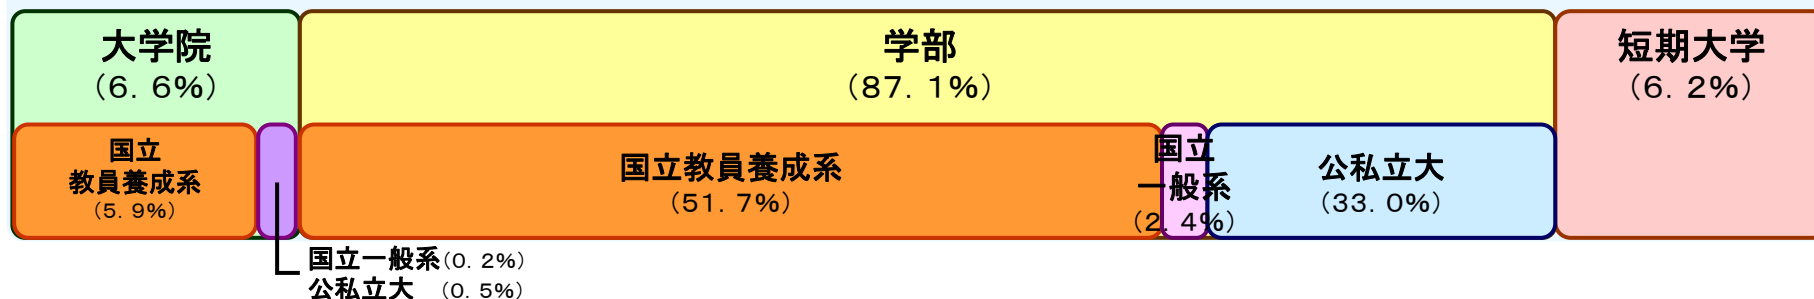 大学院
（6．6%）
学部
（87．1%）
短期大学
（6．2%）
国立
教員養成系
（5．9%）
国立教員養成系
（51．7%）
国立
一般系
（2．4%）
公私立大
（33．0%）
国立一般系（0．2%）
公私立大　（0．5%）